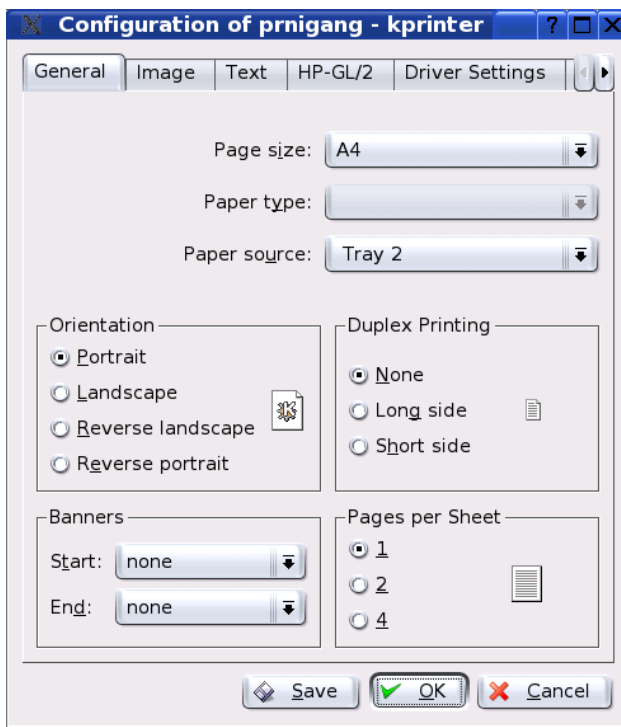 Configuration of prnigang - kprinter
General Image Text HP-GL/2 Driver Settings
Page size: A4
Paper type:
Paper source: Tray 2
Orientation
Portrait
Landscape
Reverse landscape
Reverse portrait
Duplex Printing
None
Long side
Short side
Banners
Start: none
End: none
Pages per Sheet
1
2
4
Save OK Cancel